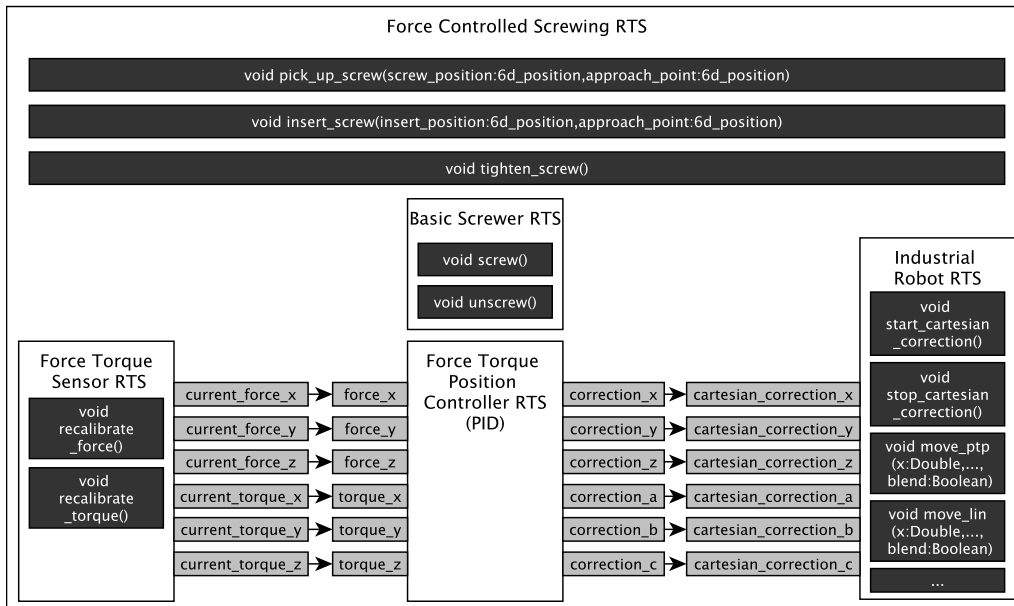 Force Controlled Screwing RTS
void pick_up_screw(screw_position:6d_position,approach_point:6d_position)
void insert_screw(insert_position:6d_position,approach_point:6d_position)
void tighten_screw()
Basic Screwer RTS
void screw()
void unscrew()
Force Torque
Sensor RTS
void
recalibrate
_force()
void
recalibrate
_torque()
current_force_x
current_force_y
current_force_z
current_torque_x
current_torque_y
current_torque_z
force_x
force_y
force_z
torque_x
torque_y
torque_z
Force Torque
Position
Controller RTS
(PID)
correction_x
correction_y
correction_z
correction_a
correction_b
correction_c
cartesian_correction_x
cartesian_correction_y
cartesian_correction_z
cartesian_correction_a
cartesian_correction_b
cartesian_correction_c
Industrial
Robot RTS
void
start_cartesian
_correction()
void
stop_cartesian
_correction()
void move_ptp
(x:Double,...,
blend:Boolean)
void move_lin
(x:Double,...,
blend:Boolean)
...